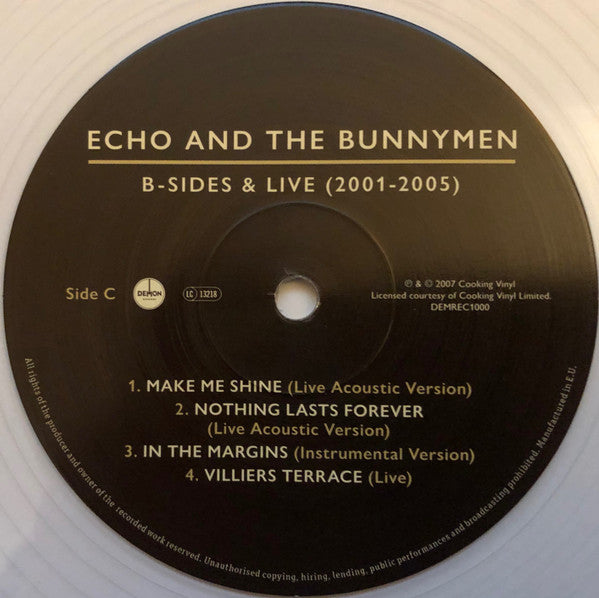 ECHO AND THE BUNNYMEN
B-SIDES & LIVE (2001-2005)
Side C
DEMON
RECORDS
LC 13218
℗ & © 2007 Cooking Vinyl
Licensed courtesy of Cooking Vinyl Limited.
DEMREC1000
1. MAKE ME SHINE (Live Acoustic Version)
2. NOTHING LASTS FOREVER
(Live Acoustic Version)
3. IN THE MARGINS (Instrumental Version)
4. VILLIERS TERRACE (Live)
All rights of the producer and owner of the recorded work reserved. Unauthorised copying, hiring, lending, public performances and broadcasting prohibited. Manufactured in E.U.